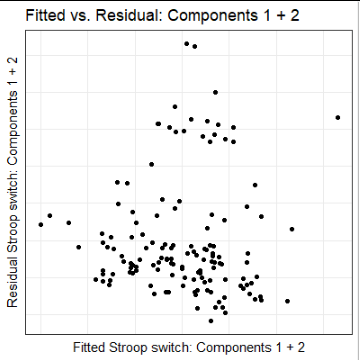 Fitted vs. Residual: Components 1 + 2
Residual Stroop switch: Components 1 + 2
Fitted Stroop switch: Components 1 + 2